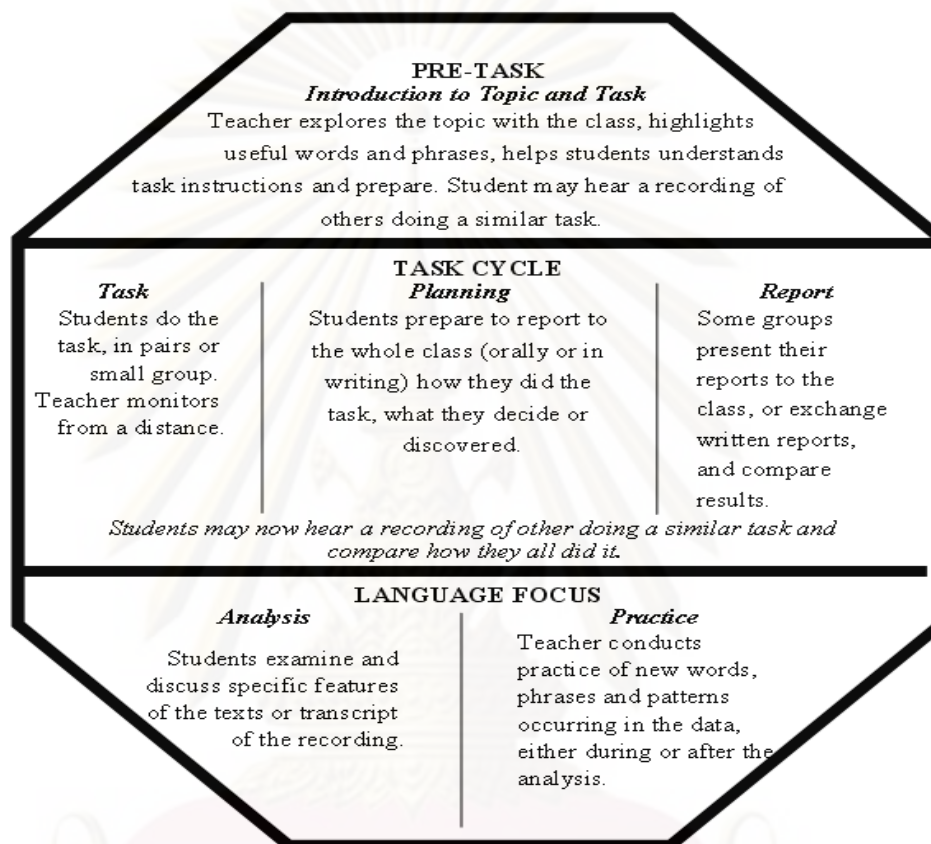 PRE-TASK
Introduction to Topic and Task
Teacher explores the topic with the class, highlights
useful words and phrases, helps students understands
task instructions and prepare. Student may hear a recording of
others doing a similar task.
TASK CYCLE
Task
Students do the
task, in pairs or
small group.
Teacher monitors
from a distance.
Planning
Students prepare to report to
the whole class (orally or in
writing) how they did the
task, what they decide or
discovered.
Report
Some groups
present their
reports to the
class, or exchange
written reports,
and compare
results.
Students may now hear a recording of other doing a similar task and
compare how they all did it.
LANGUAGE FOCUS
Analysis
Students examine and
discuss specific features
of the texts or transcript
of the recording.
Practice
Teacher conducts
practice of new words,
phrases and patterns
occurring in the data,
either during or after the
analysis.